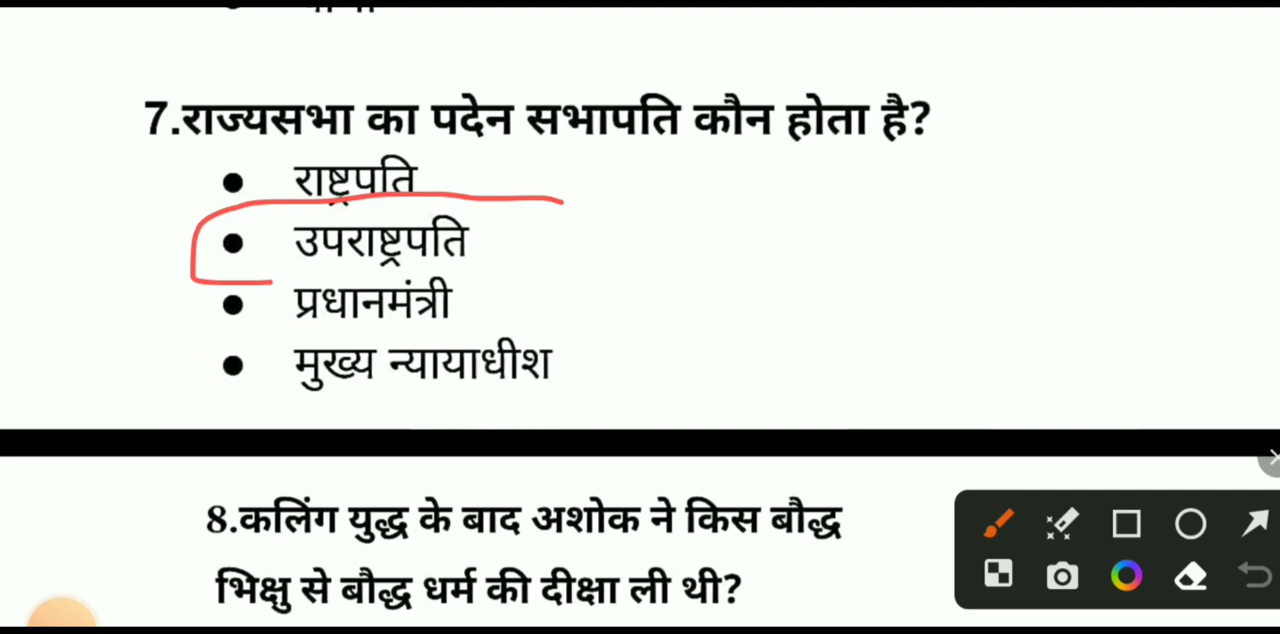 7.राज्यसभा का पदेन सभापति कौन होता है?
● राष्ट्रपति
● उपराष्ट्रपति
● प्रधानमंत्री
● मुख्य न्यायाधीश
8.कलिंग युद्ध के बाद अशोक ने किस बौद्ध
भिक्षु से बौद्ध धर्म की दीक्षा ली थी?